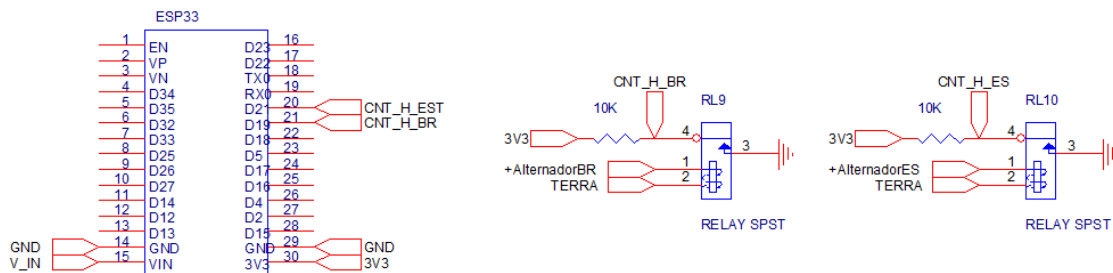 ESP33
1 EN D23 16
2 VP D22 17
3 VN TX0 18
4 D34 RX0 19
5 D35 D21 20 CNT_H_EST
6 D32 D19 21 CNT_H_BR
7 D33 D18 22
8 D25 D5 23
9 D26 D17 24
10 D27 D16 25
11 D14 D4 26
12 D12 D2 27
13 D13 D15 28
GND 14 GND GND 29 GND
V_IN 15 VIN 3V3 30 3V3
CNT_H_BR
10K RL9
3V3 4 3
+AlternadorBR 1
TERRA 2
RELAY SPST
CNT_H_ES
10K RL10
3V3 4 3
+AlternadorES 1
TERRA 2
RELAY SPST